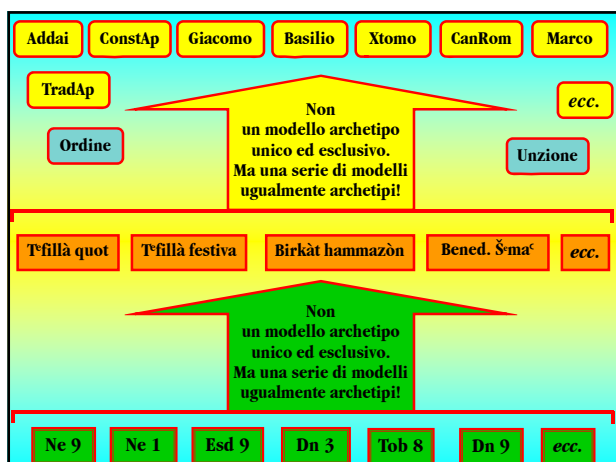 Addai ConstAp Giacomo Basilio Xtomo CanRom Marco
TradAp
ecc.
Ordine
Unzione
Non
un modello archetipo
unico ed esclusivo.
Ma una serie di modelli
ugualmente archetipi!
Tᵉfillà quot Tᵉfillà festiva Birkàt hammazòn Bened. Šᵉmaᶜ ecc.
Non
un modello archetipo
unico ed esclusivo.
Ma una serie di modelli
ugualmente archetipi!
Ne 9 Ne 1 Esd 9 Dn 3 Tob 8 Dn 9 ecc.